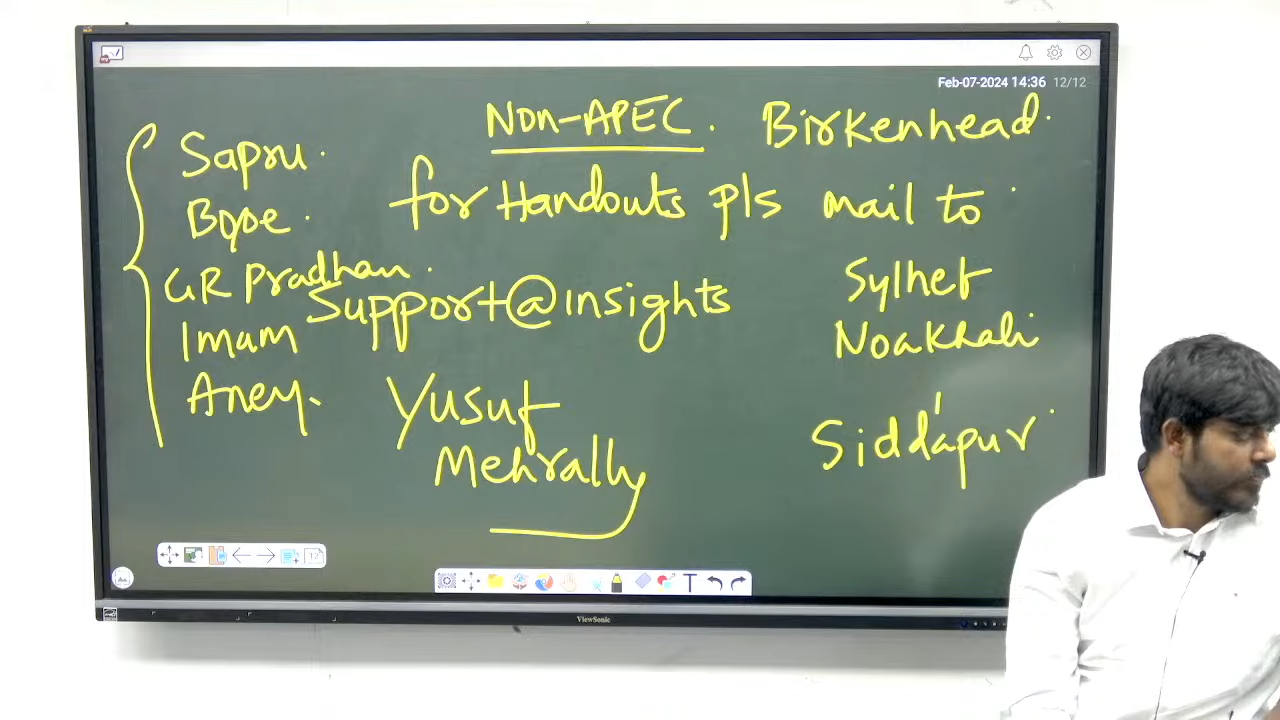 Feb-07-2024 14:36 12/12
Non-APEC. Birkenhead.
Sapru.
for Handouts pls mail to
Bose.
GR Pradhan.
Support@insights
Sylhet
Imam
Noakhali
Aney.
Yusuf
Mehrally
Siddapur
12
T
ViewSonic